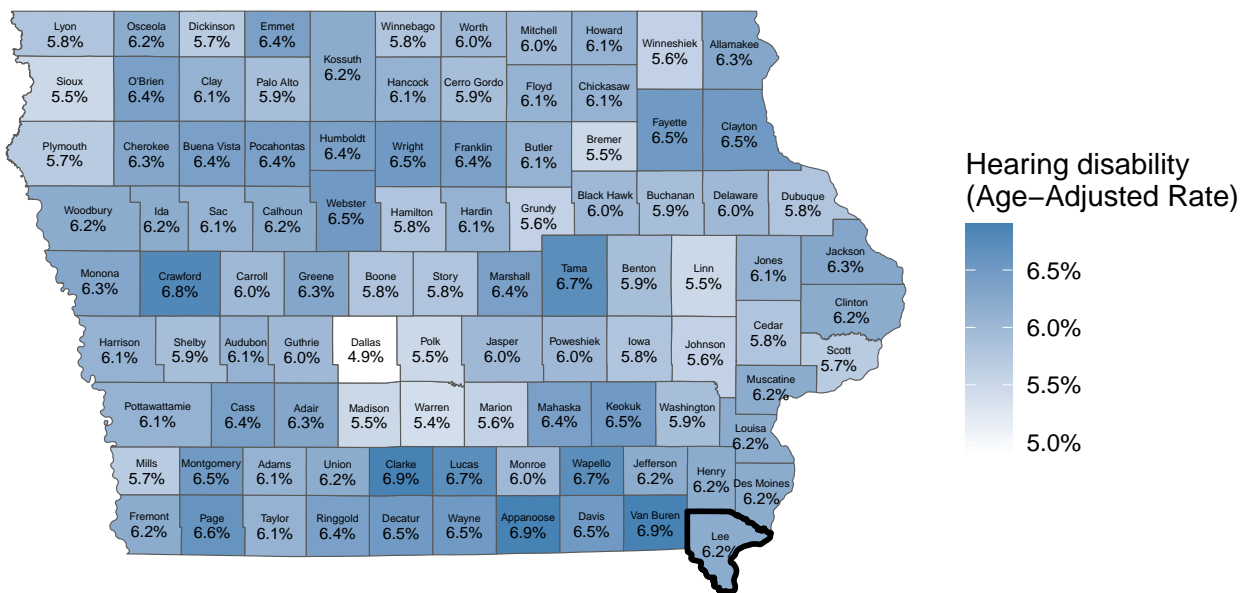 Lyon
5.8%
Osceola
6.2%
Dickinson
5.7%
Emmet
6.4%
Kossuth
6.2%
Winnebago
5.8%
Worth
6.0%
Mitchell
6.0%
Howard
6.1%
Winneshiek
5.6%
Allamakee
6.3%
Sioux
5.5%
O'Brien
6.4%
Clay
6.1%
Palo Alto
5.9%
Hancock
6.1%
Cerro Gordo
5.9%
Floyd
6.1%
Chickasaw
6.1%
Fayette
6.5%
Clayton
6.5%
Plymouth
5.7%
Cherokee
6.3%
Buena Vista
6.4%
Pocahontas
6.4%
Humboldt
6.4%
Wright
6.5%
Franklin
6.4%
Butler
6.1%
Bremer
5.5%
Woodbury
6.2%
Ida
6.2%
Sac
6.1%
Calhoun
6.2%
Webster
6.5%
Hamilton
5.8%
Hardin
6.1%
Grundy
5.6%
Black Hawk
6.0%
Buchanan
5.9%
Delaware
6.0%
Dubuque
5.8%
Monona
6.3%
Crawford
6.8%
Carroll
6.0%
Greene
6.3%
Boone
5.8%
Story
5.8%
Marshall
6.4%
Tama
6.7%
Benton
5.9%
Linn
5.5%
Jones
6.1%
Jackson
6.3%
Clinton
6.2%
Harrison
6.1%
Shelby
5.9%
Audubon
6.1%
Guthrie
6.0%
Dallas
4.9%
Polk
5.5%
Jasper
6.0%
Poweshiek
6.0%
Iowa
5.8%
Johnson
5.6%
Cedar
5.8%
Scott
5.7%
Muscatine
6.2%
Pottawattamie
6.1%
Cass
6.4%
Adair
6.3%
Madison
5.5%
Warren
5.4%
Marion
5.6%
Mahaska
6.4%
Keokuk
6.5%
Washington
5.9%
Louisa
6.2%
Mills
5.7%
Montgomery
6.5%
Adams
6.1%
Union
6.2%
Clarke
6.9%
Lucas
6.7%
Monroe
6.0%
Wapello
6.7%
Jefferson
6.2%
Henry
6.2%
Des Moines
6.2%
Fremont
6.2%
Page
6.6%
Taylor
6.1%
Ringgold
6.4%
Decatur
6.5%
Wayne
6.5%
Appanoose
6.9%
Davis
6.5%
Van Buren
6.9%
Lee
6.2%
Hearing disability
(Age−Adjusted Rate)
6.5%
6.0%
5.5%
5.0%